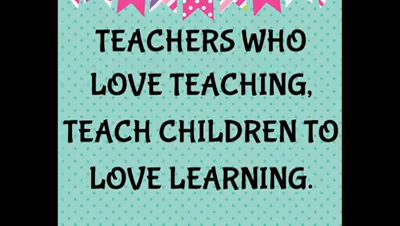 TEACHERS WHO
LOVE TEACHING,
TEACH CHILDREN TO
LOVE LEARNING.